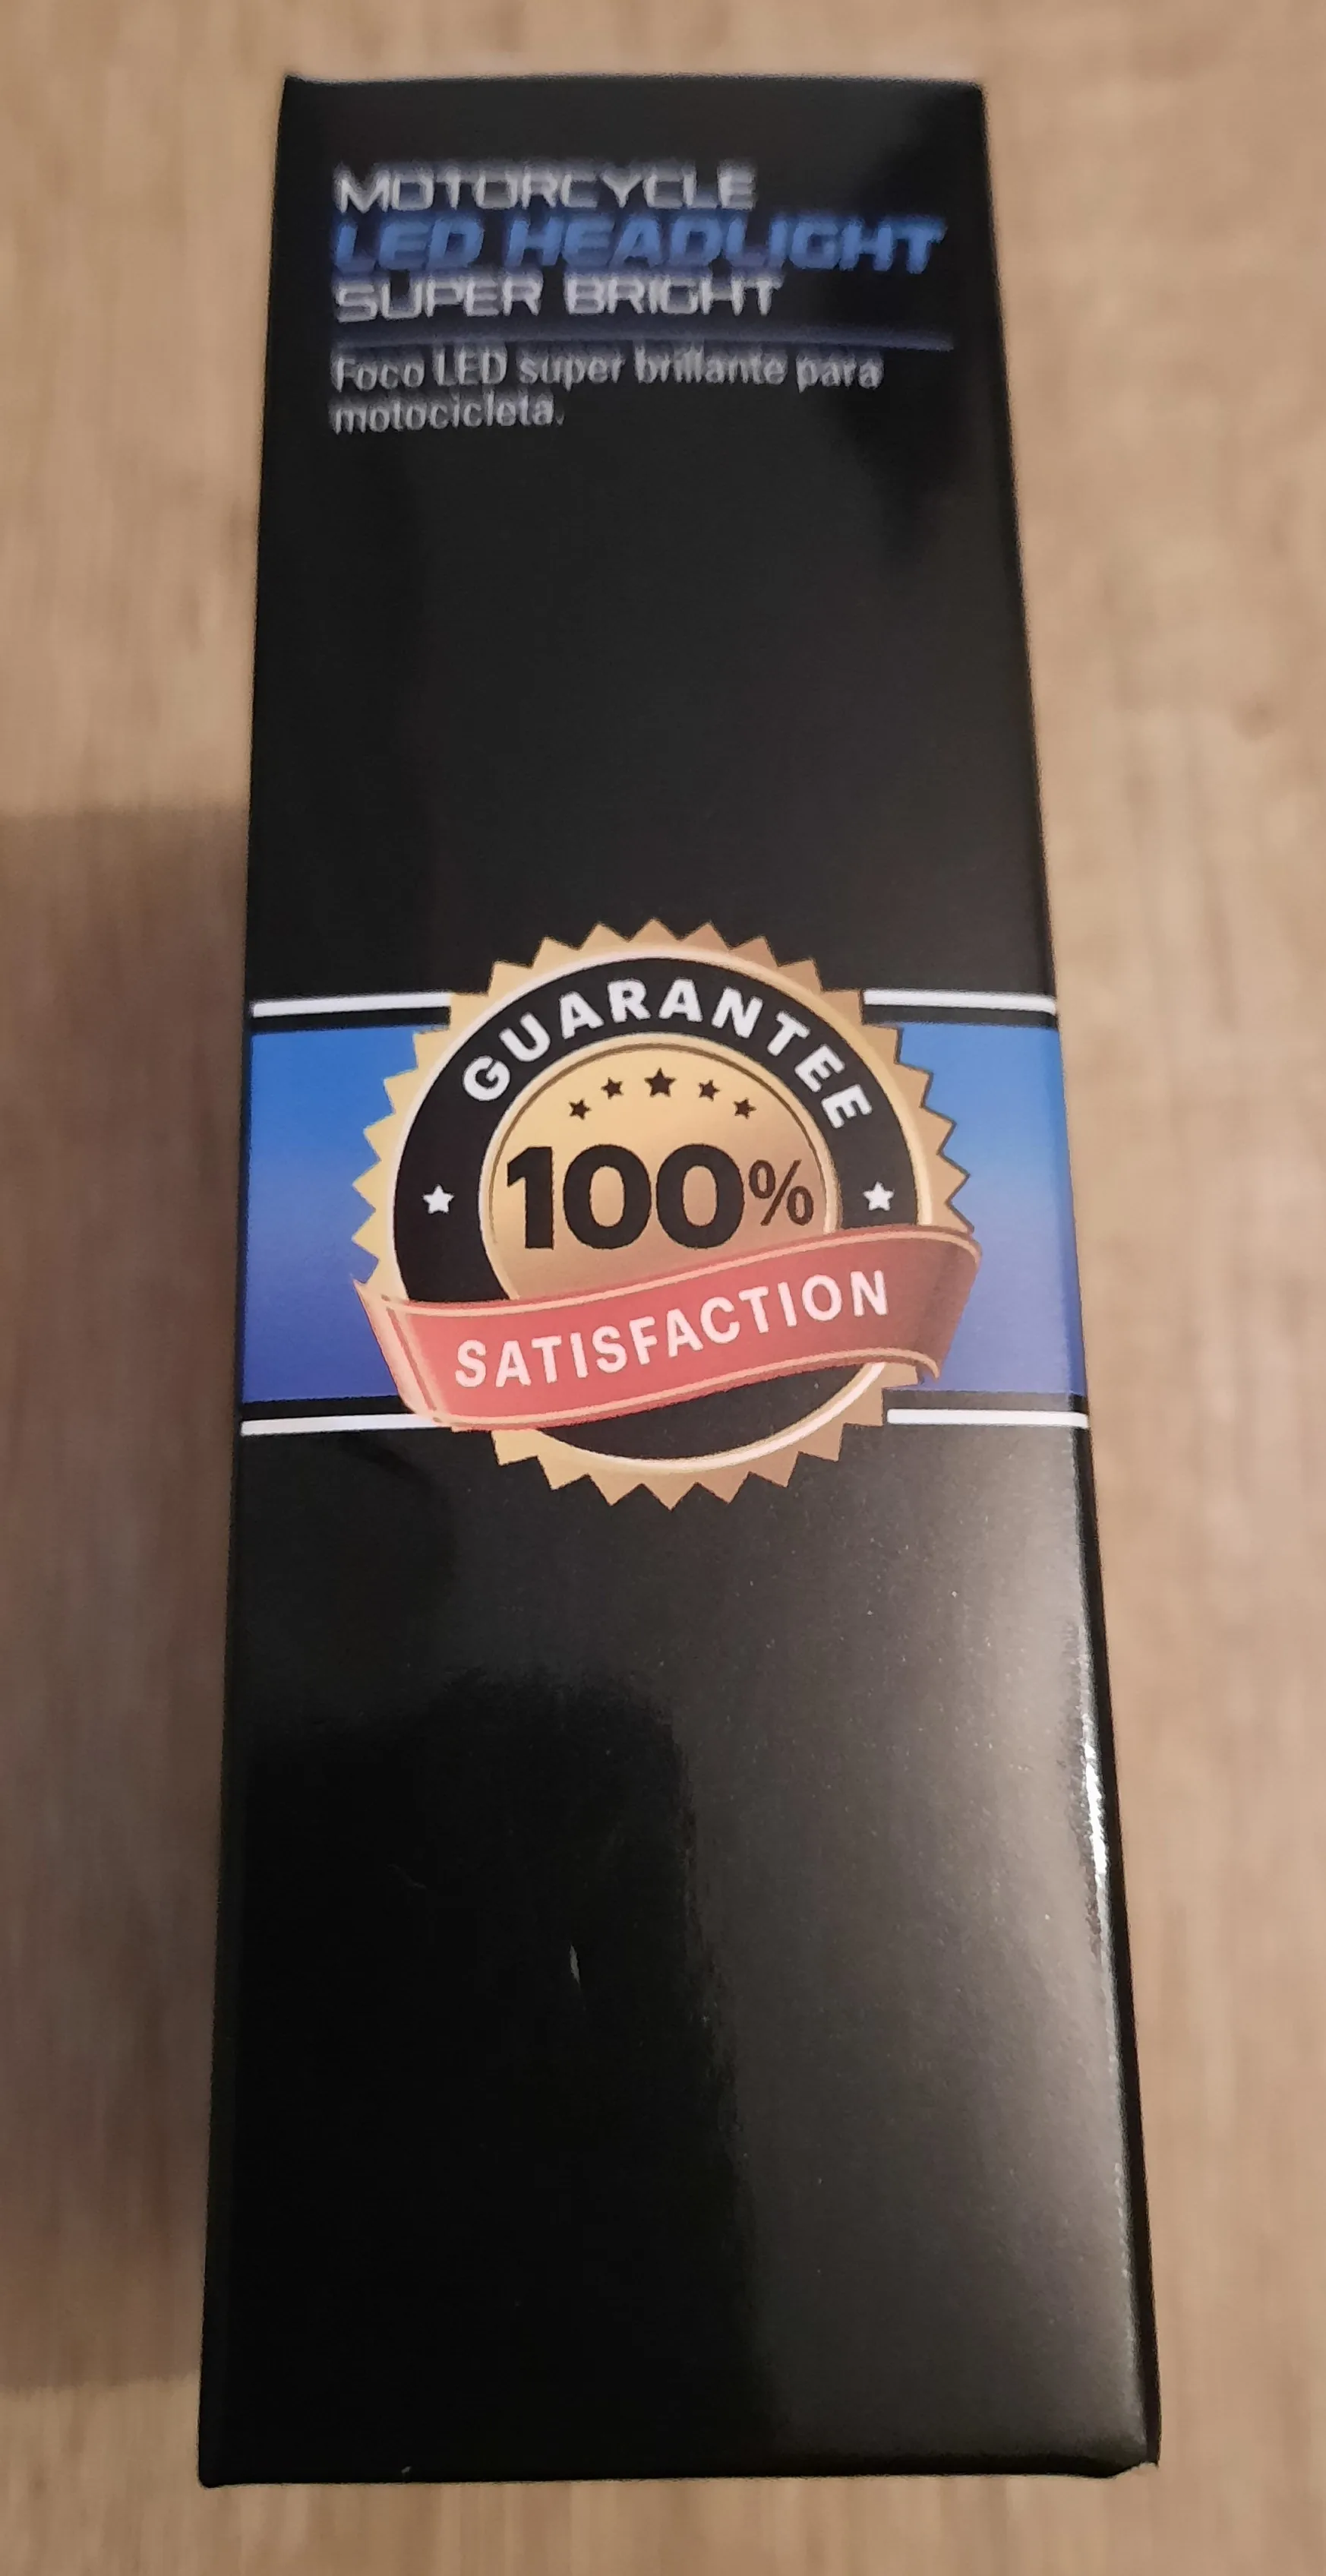 MOTORCYCLE
LED HEADLIGHT
SUPER BRIGHT
Foco LED super brillante para
motocicleta.
GUARANTEE
100%
SATISFACTION